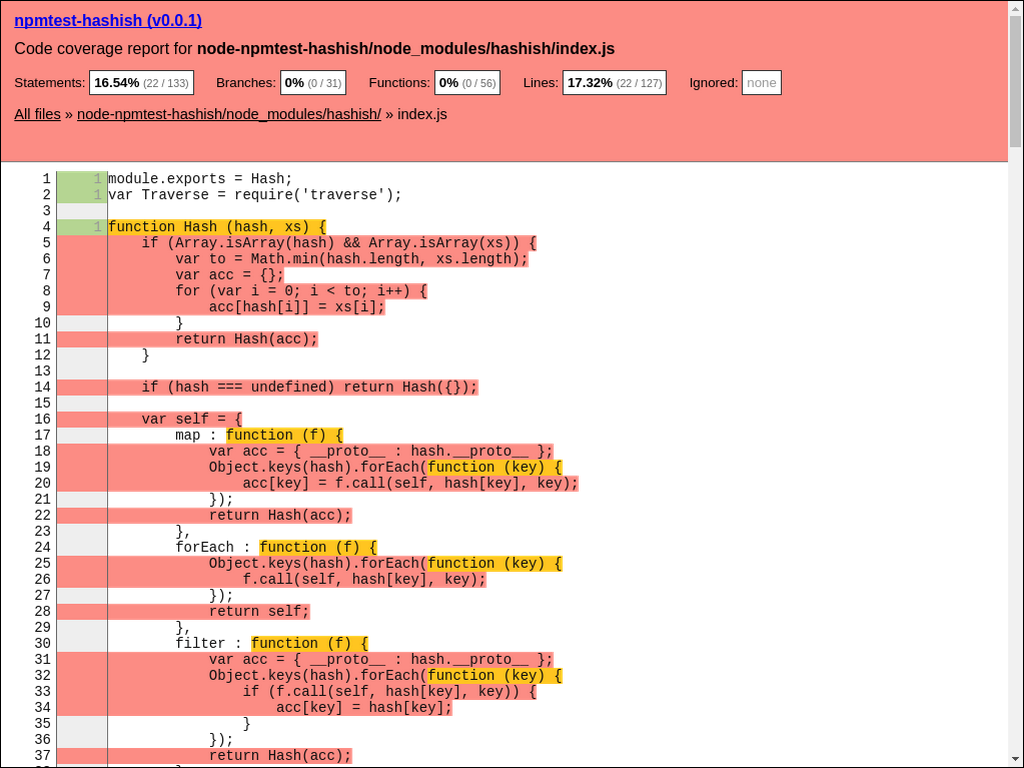 npmtest-hashish (v0.0.1)
Code coverage report for node-npmtest-hashish/node_modules/hashish/index.js
Statements: 16.54% (22 / 133) Branches: 0% (0 / 31) Functions: 0% (0 / 56) Lines: 17.32% (22 / 127) Ignored: none
All files » node-npmtest-hashish/node_modules/hashish/ » index.js
1 1 module.exports = Hash;
2 1 var Traverse = require('traverse');
3
4 1 function Hash (hash, xs) {
5     if (Array.isArray(hash) && Array.isArray(xs)) {
6         var to = Math.min(hash.length, xs.length);
7         var acc = {};
8         for (var i = 0; i < to; i++) {
9             acc[hash[i]] = xs[i];
10         }
11         return Hash(acc);
12     }
13
14     if (hash === undefined) return Hash({});
15
16     var self = {
17         map : function (f) {
18             var acc = { __proto__ : hash.__proto__ };
19             Object.keys(hash).forEach(function (key) {
20                 acc[key] = f.call(self, hash[key], key);
21             });
22             return Hash(acc);
23         },
24         forEach : function (f) {
25             Object.keys(hash).forEach(function (key) {
26                 f.call(self, hash[key], key);
27             });
28             return self;
29         },
30         filter : function (f) {
31             var acc = { __proto__ : hash.__proto__ };
32             Object.keys(hash).forEach(function (key) {
33                 if (f.call(self, hash[key], key)) {
34                     acc[key] = hash[key];
35                 }
36             });
37             return Hash(acc);